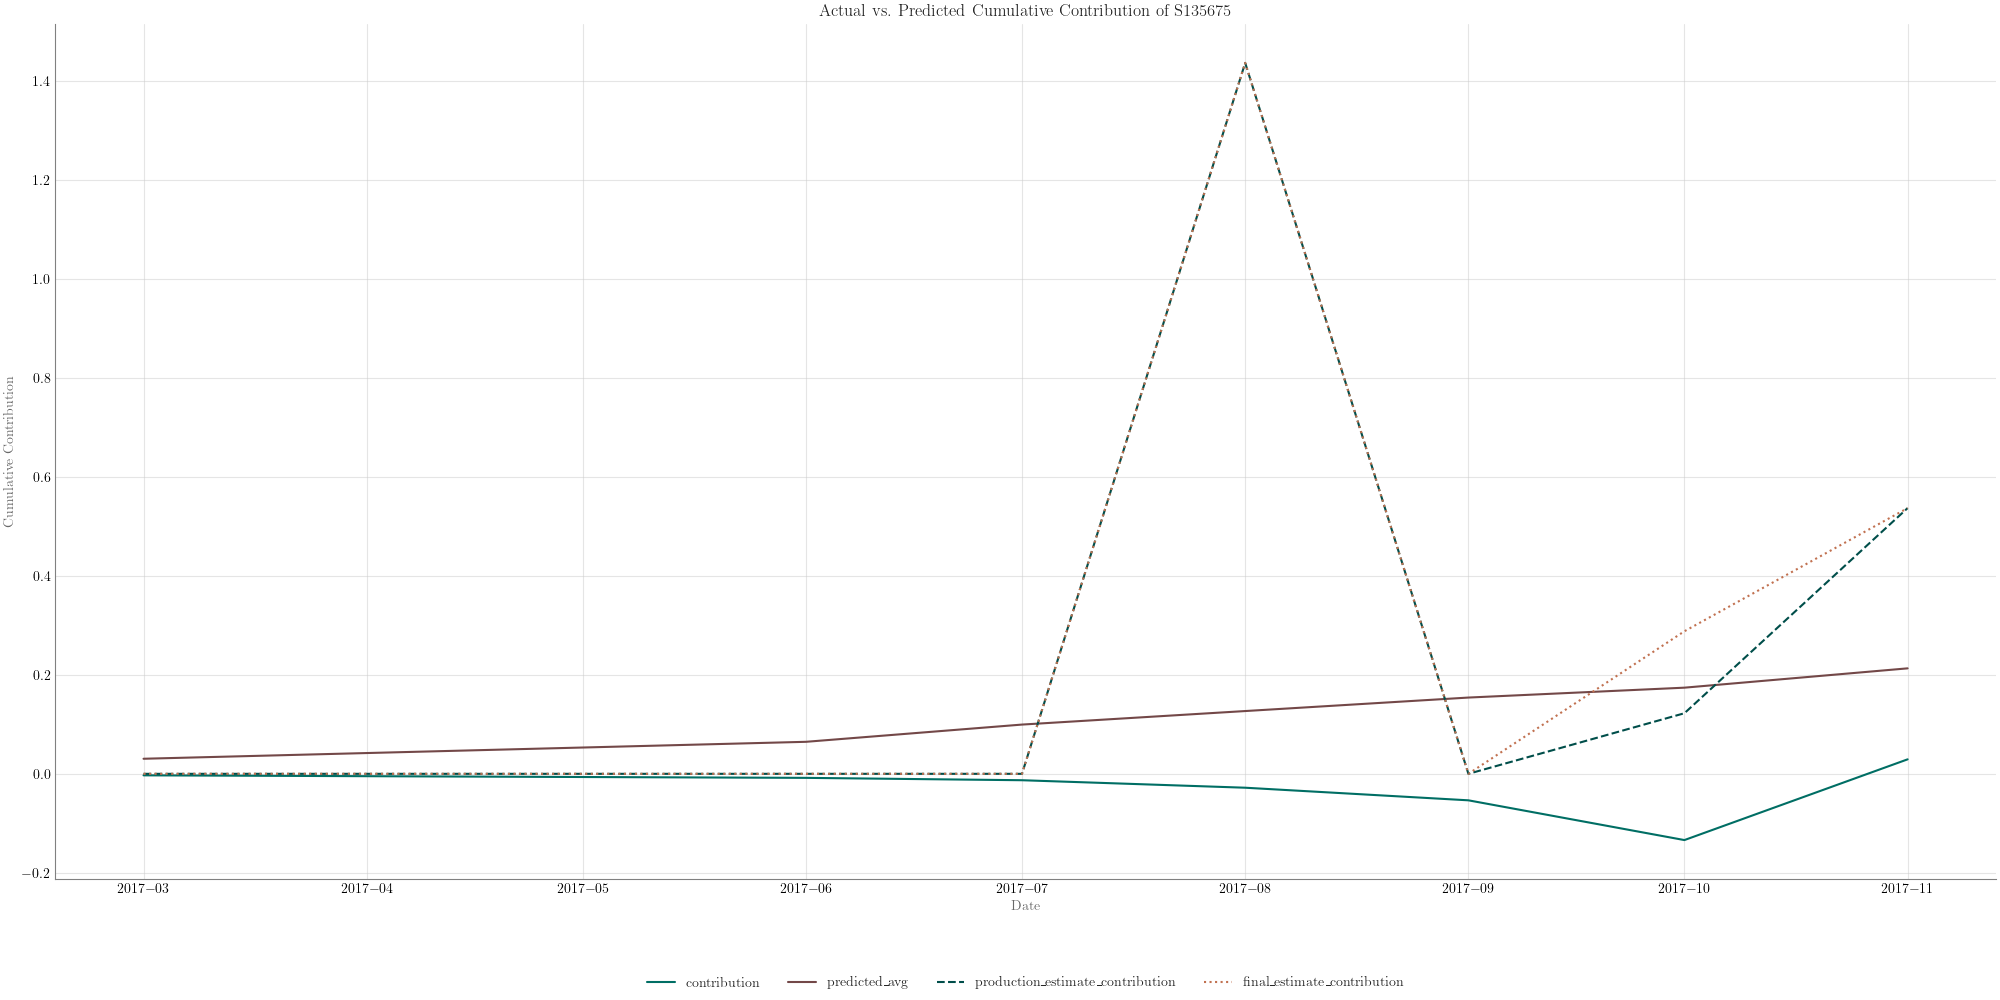 Actual vs. Predicted Cumulative Contribution of S135675
Cumulative Contribution
1.4
1.2
1.0
0.8
0.6
0.4
0.2
0.0
−0.2
2017−03 2017−04 2017−05 2017−06 2017−07 2017−08 2017−09 2017−10 2017−11
Date
contribution predicted_avg production_estimate_contribution final_estimate_contribution